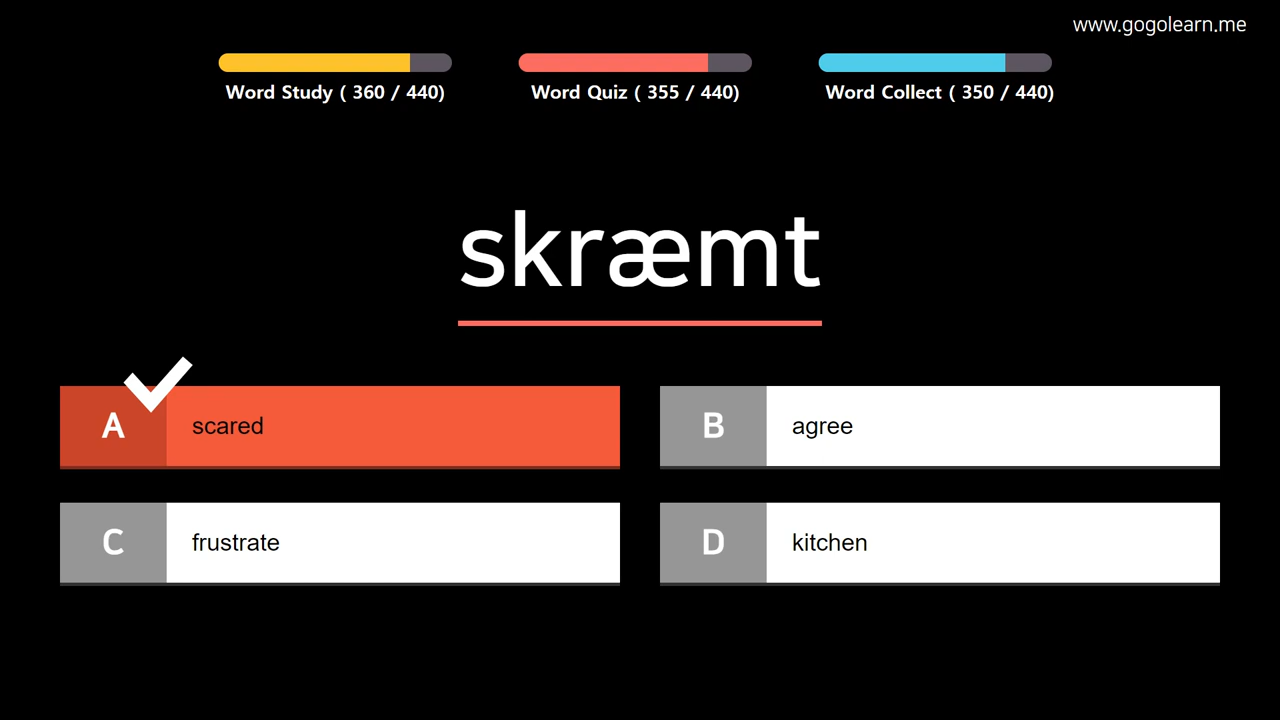 www.gogolearn.me
Word Study ( 360 / 440)
Word Quiz ( 355 / 440)
Word Collect ( 350 / 440)
skræmt
A scared
B agree
C frustrate
D kitchen